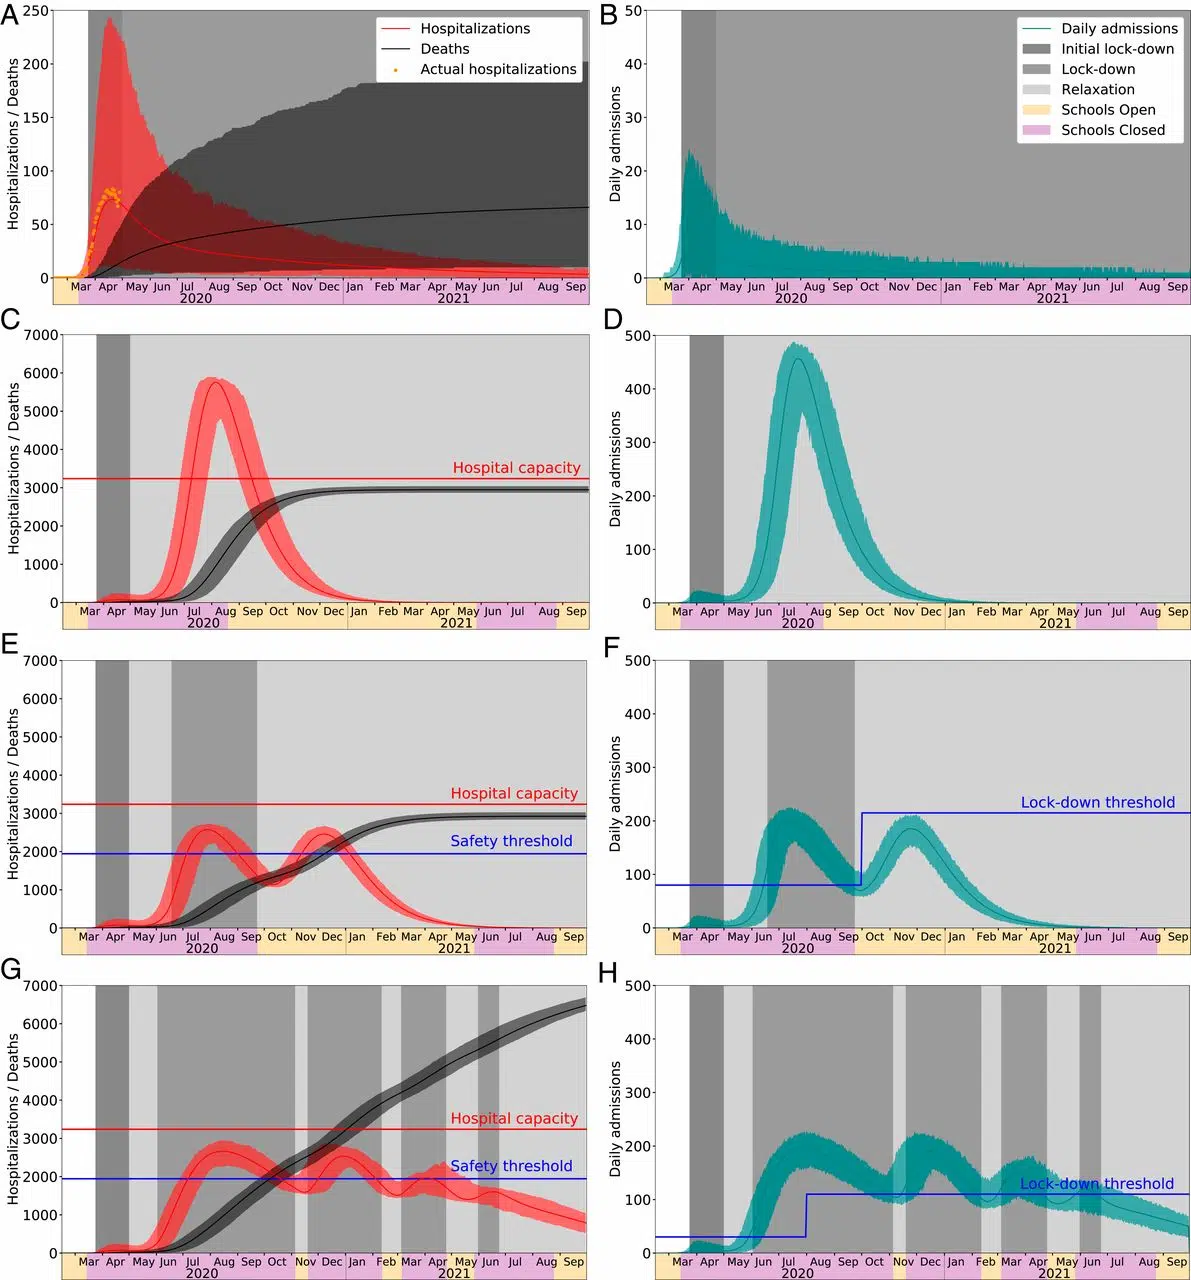 A
250
200
150
100
50
0
Hospitalizations / Deaths
Hospitalizations
Deaths
Actual hospitalizations
Mar Apr May Jun Jul Aug Sep Oct Nov Dec Jan Feb Mar Apr May Jun Jul Aug Sep
2020 2021
B
50
40
30
20
10
0
Daily admissions
Daily admissions
Initial lock-down
Lock-down
Relaxation
Schools Open
Schools Closed
Mar Apr May Jun Jul Aug Sep Oct Nov Dec Jan Feb Mar Apr May Jun Jul Aug Sep
2020 2021
C
7000
6000
5000
4000
3000
2000
1000
0
Hospitalizations / Deaths
Hospital capacity
Mar Apr May Jun Jul Aug Sep Oct Nov Dec Jan Feb Mar Apr May Jun Jul Aug Sep
2020 2021
D
500
400
300
200
100
0
Daily admissions
Mar Apr May Jun Jul Aug Sep Oct Nov Dec Jan Feb Mar Apr May Jun Jul Aug Sep
2020 2021
E
7000
6000
5000
4000
3000
2000
1000
0
Hospitalizations / Deaths
Hospital capacity
Safety threshold
Mar Apr May Jun Jul Aug Sep Oct Nov Dec Jan Feb Mar Apr May Jun Jul Aug Sep
2020 2021
F
500
400
300
200
100
0
Daily admissions
Lock-down threshold
Mar Apr May Jun Jul Aug Sep Oct Nov Dec Jan Feb Mar Apr May Jun Jul Aug Sep
2020 2021
G
7000
6000
5000
4000
3000
2000
1000
0
Hospitalizations / Deaths
Hospital capacity
Safety threshold
Mar Apr May Jun Jul Aug Sep Oct Nov Dec Jan Feb Mar Apr May Jun Jul Aug Sep
2020 2021
H
500
400
300
200
100
0
Daily admissions
Lock-down threshold
Mar Apr May Jun Jul Aug Sep Oct Nov Dec Jan Feb Mar Apr May Jun Jul Aug Sep
2020 2021